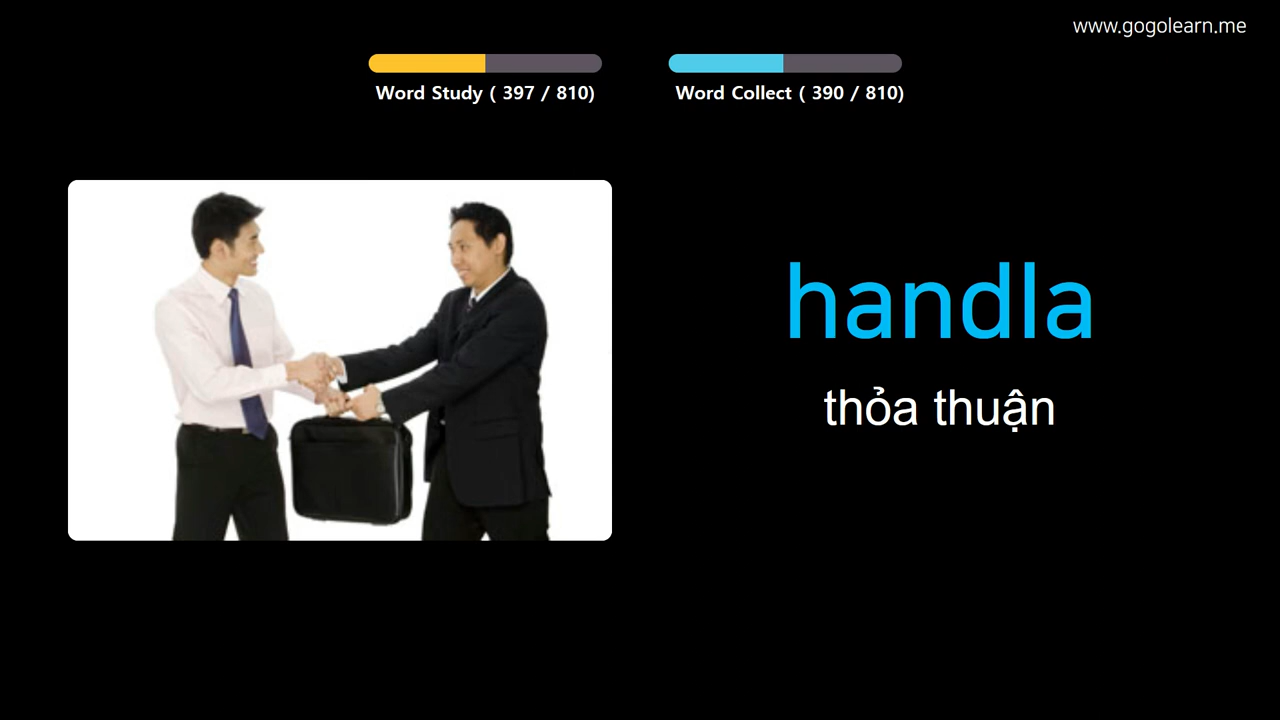 www.gogolearn.me
Word Study ( 397 / 810)
Word Collect ( 390 / 810)
handla
thỏa thuận